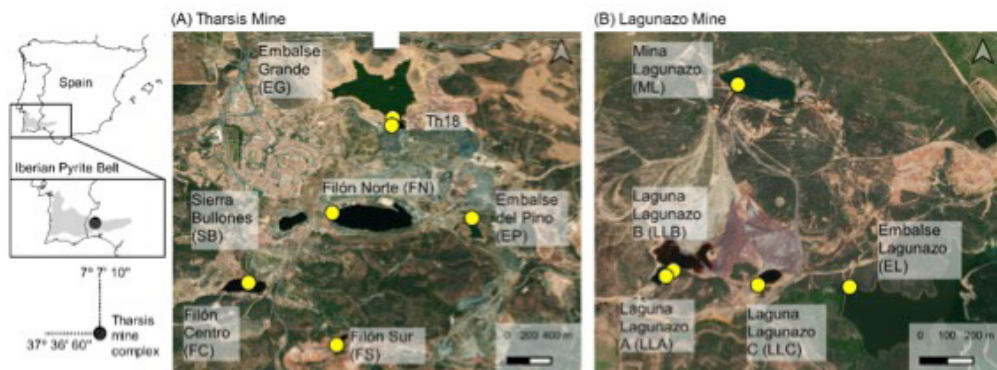 (A) Tharsis Mine
(B) Lagunazo Mine
Spain
Iberian Pyrite Belt
7° 7' 10"
37° 36' 60"
Tharsis
mine
complex
Embalse
Grande
(EG)
Th18
Filón Norte (FN)
Sierra
Bullones
(SB)
Embalse
del Pino
(EP)
Filón
Centro
(FC)
Filón Sur
(FS)
0 200 400 m
Mina
Lagunazo
(ML)
Laguna
Lagunazo
B (LLB)
Embalse
Lagunazo
(EL)
Laguna
Lagunazo
A (LLA)
Laguna
Lagunazo
C (LLC)
0 100 200 m